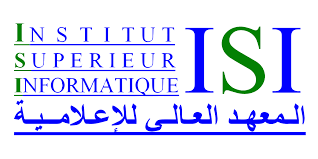 INSTITUT
SUPERIEUR
INFORMATIQUE
ISI
المعهد العالي للإعلامية